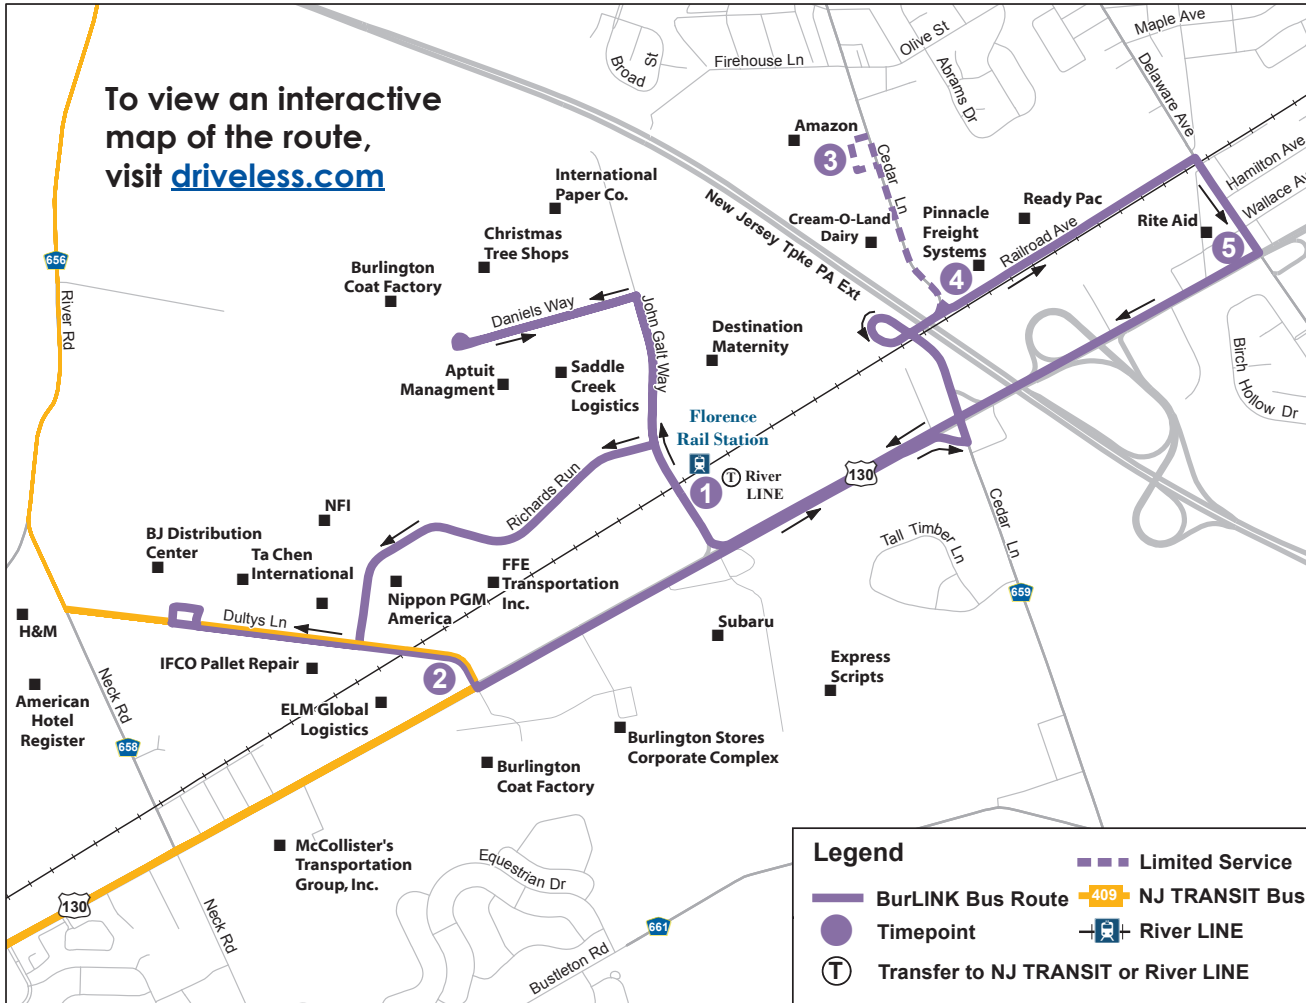 To view an interactive
map of the route,
visit driveless.com
Broad St
Firehouse Ln
Olive St
Abrams Dr
Maple Ave
Delaware Ave
Hamilton Ave
Wallace Av
Amazon
3
Cedar Ln
New Jersey Tpke PA Ext
Cream-O-Land
Dairy
Pinnacle
Freight
Systems
4
Ready Pac
Railroad Ave
Rite Aid
5
656
River Rd
International
Paper Co.
Christmas
Tree Shops
Burlington
Coat Factory
Daniels Way
John Galt Way
Aptuit
Managment
Saddle
Creek
Logistics
Destination
Maternity
Birch Hollow Dr
Florence
Rail Station
1
T
River
LINE
130
Richards Run
NFI
BJ Distribution
Center
Ta Chen
International
Nippon PGM
America
FFE
Transportation
Inc.
Tall Timber Ln
Cedar Ln
659
H&M
Dultys Ln
IFCO Pallet Repair
2
Subaru
Express
Scripts
American
Hotel
Register
Neck Rd
658
ELM Global
Logistics
Burlington Stores
Corporate Complex
Burlington
Coat Factory
McCollister's
Transportation
Group, Inc.
130
Neck Rd
Equestrian Dr
661
Bustleton Rd
Legend
BurLINK Bus Route
Timepoint
T Transfer to NJ TRANSIT or River LINE
Limited Service
409 NJ TRANSIT Bus
River LINE